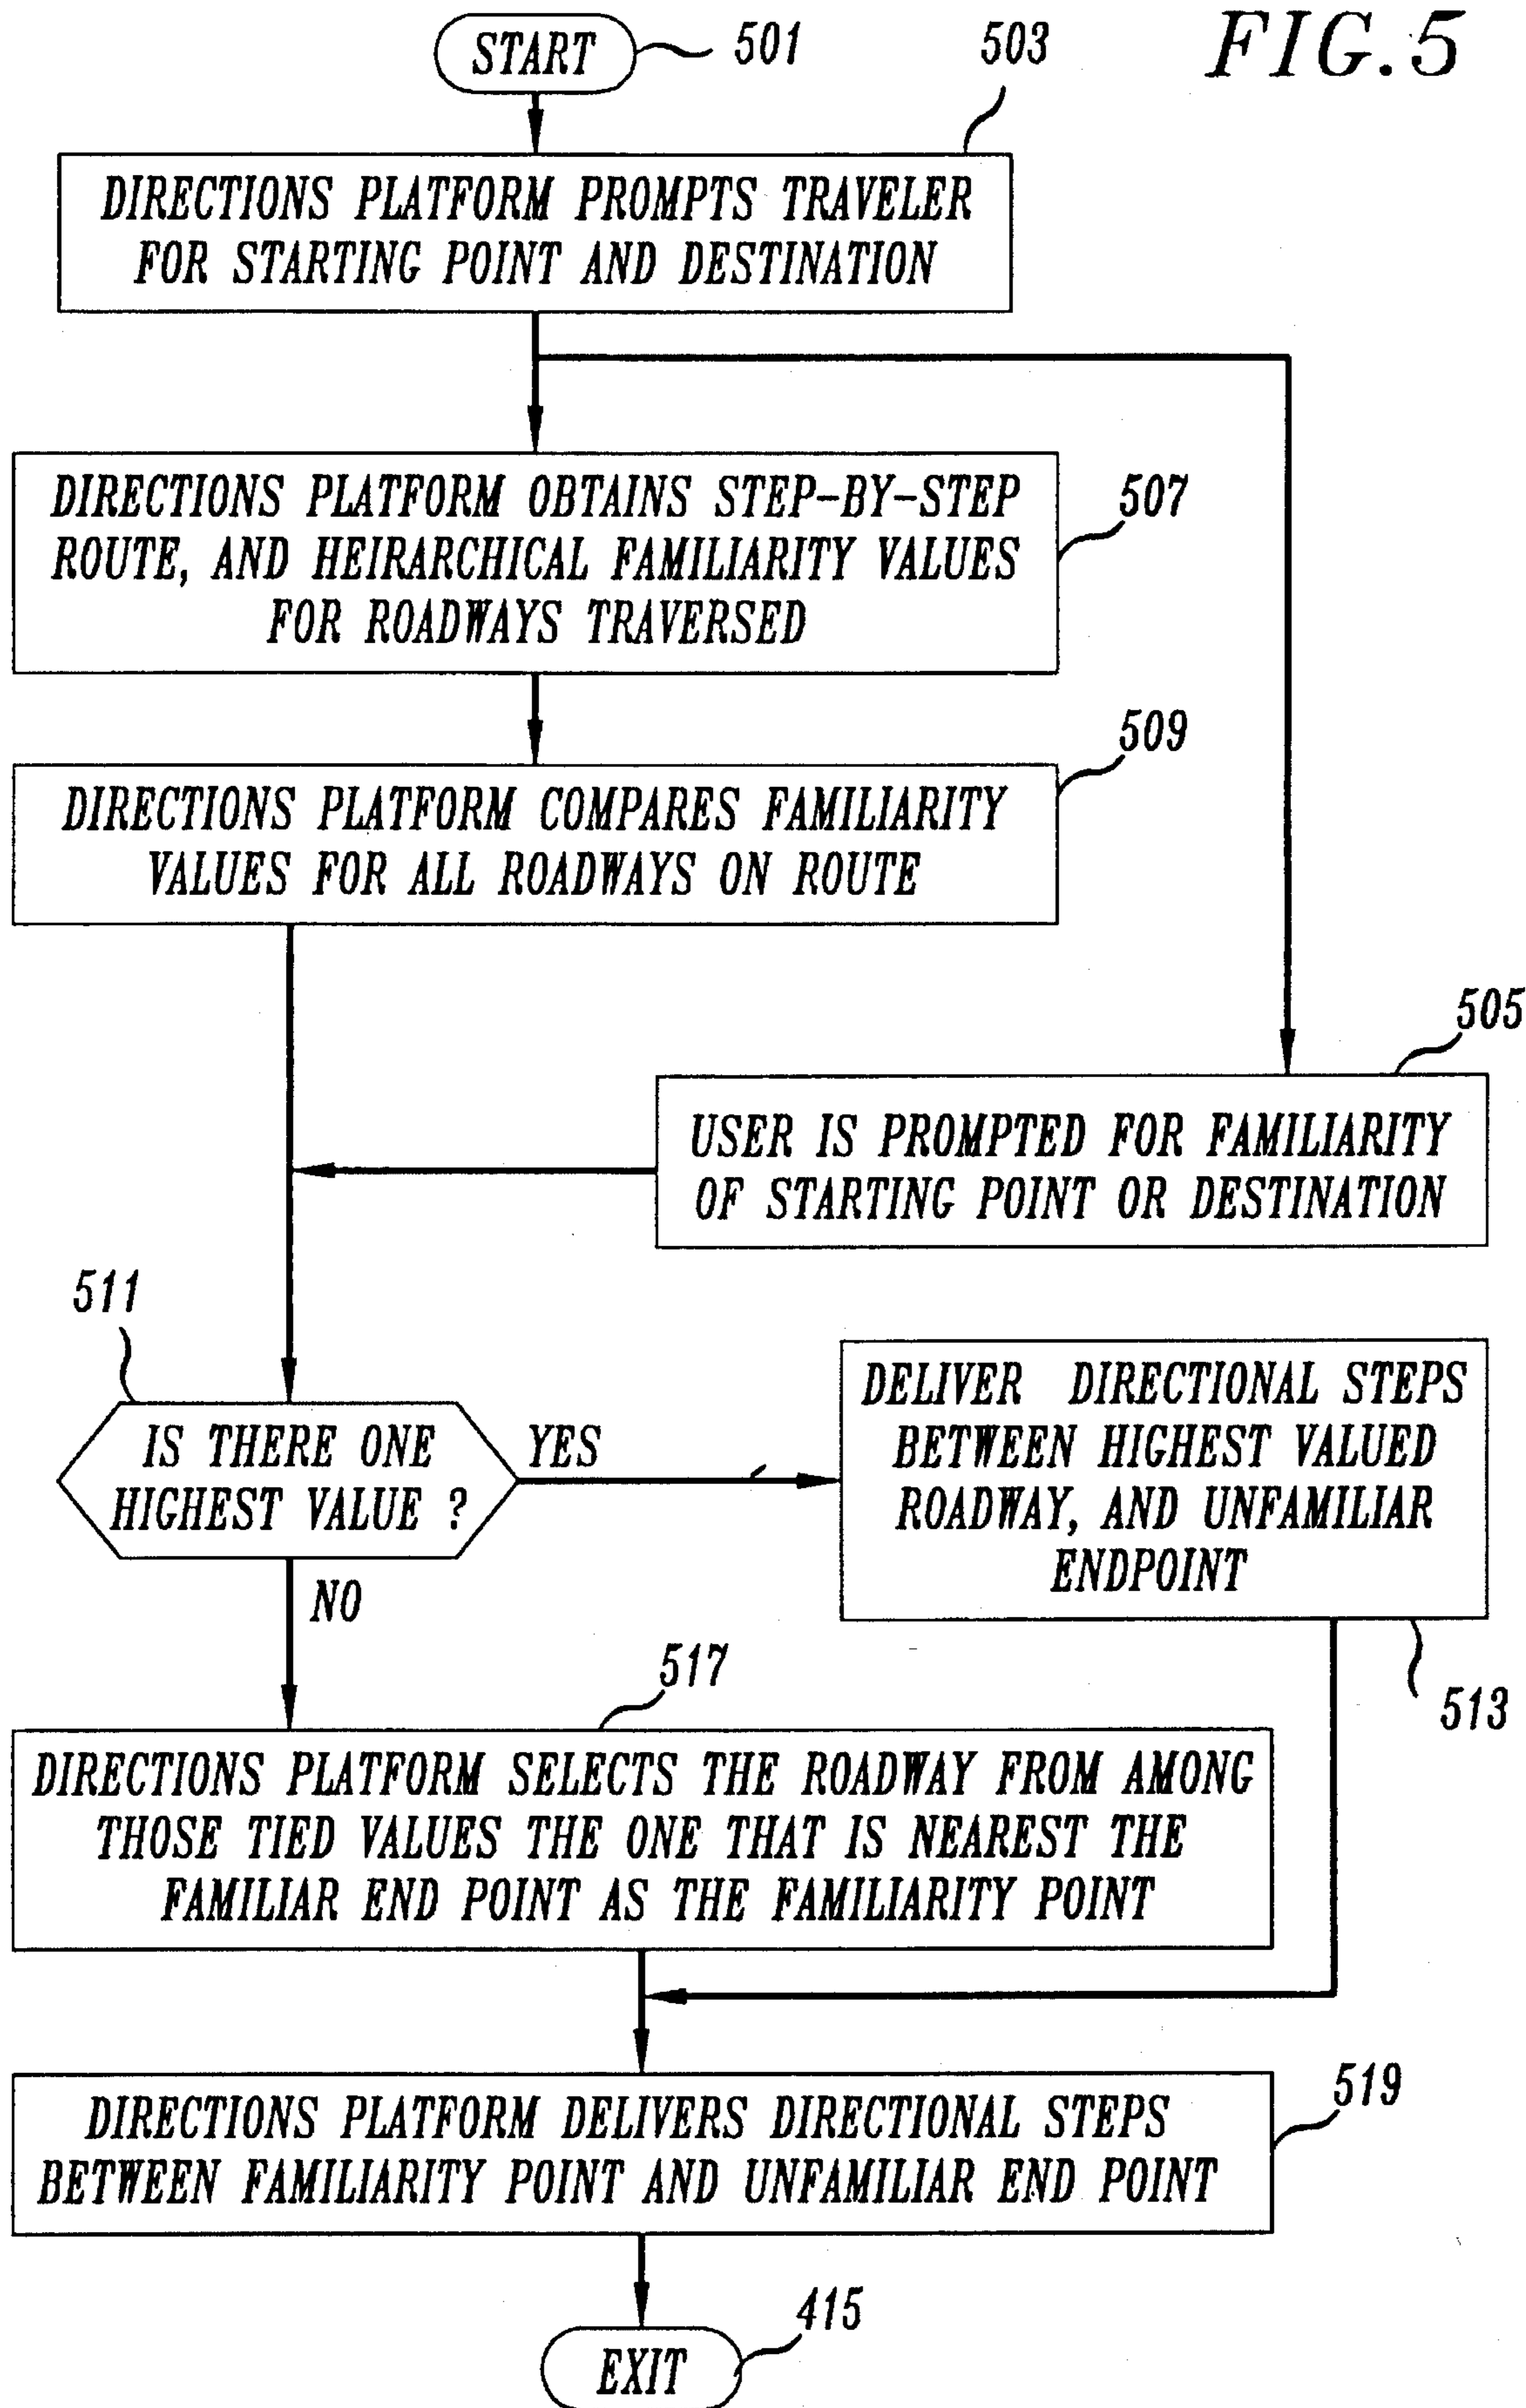 FIG. 5
START
501
503
DIRECTIONS PLATFORM PROMPTS TRAVELER
FOR STARTING POINT AND DESTINATION
DIRECTIONS PLATFORM OBTAINS STEP-BY-STEP
ROUTE, AND HEIRARCHICAL FAMILIARITY VALUES
FOR ROADWAYS TRAVERSED
507
509
DIRECTIONS PLATFORM COMPARES FAMILIARITY
VALUES FOR ALL ROADWAYS ON ROUTE
505
USER IS PROMPTED FOR FAMILIARITY
OF STARTING POINT OR DESTINATION
511
IS THERE ONE
HIGHEST VALUE ?
YES
NO
DELIVER DIRECTIONAL STEPS
BETWEEN HIGHEST VALUED
ROADWAY, AND UNFAMILIAR
ENDPOINT
513
517
DIRECTIONS PLATFORM SELECTS THE ROADWAY FROM AMONG
THOSE TIED VALUES THE ONE THAT IS NEAREST THE
FAMILIAR END POINT AS THE FAMILIARITY POINT
519
DIRECTIONS PLATFORM DELIVERS DIRECTIONAL STEPS
BETWEEN FAMILIARITY POINT AND UNFAMILIAR END POINT
415
EXIT